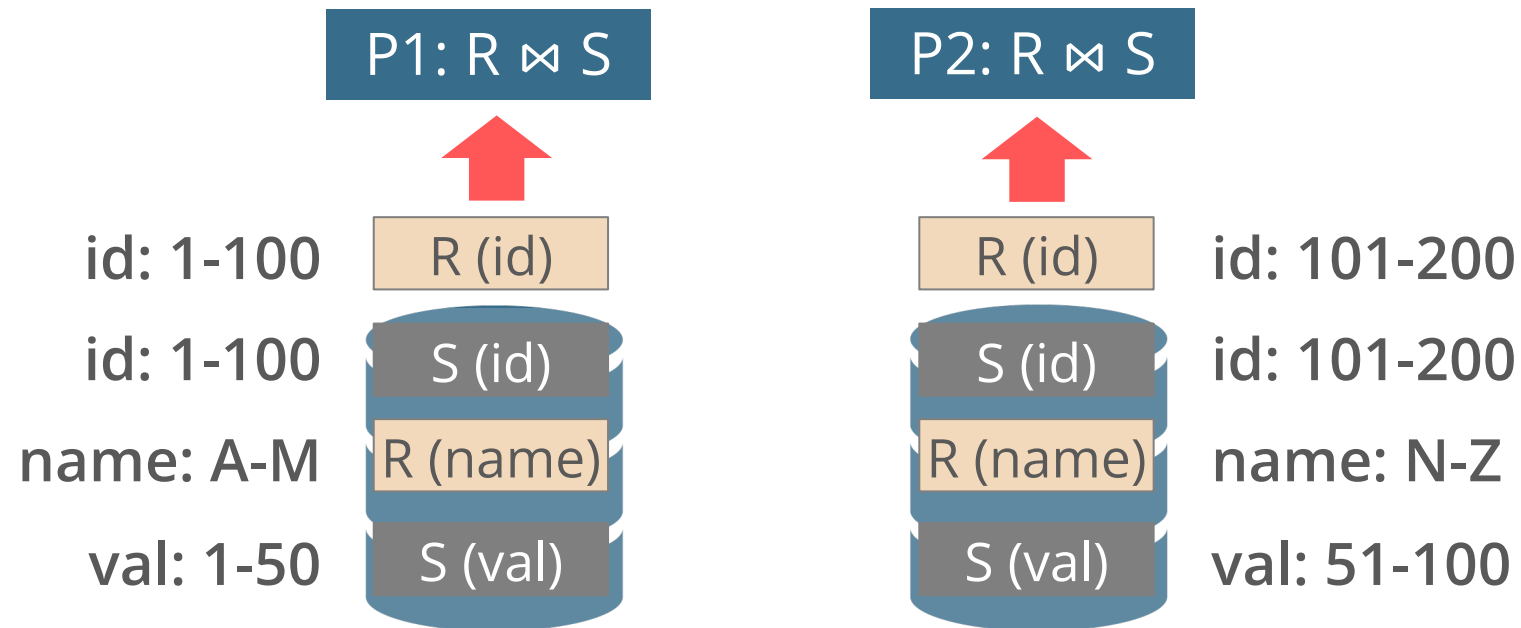 P1: R ⋈ S
P2: R ⋈ S
id: 1-100
R (id)
R (id)
id: 101-200
id: 1-100
S (id)
S (id)
id: 101-200
name: A-M
R (name)
R (name)
name: N-Z
val: 1-50
S (val)
S (val)
val: 51-100